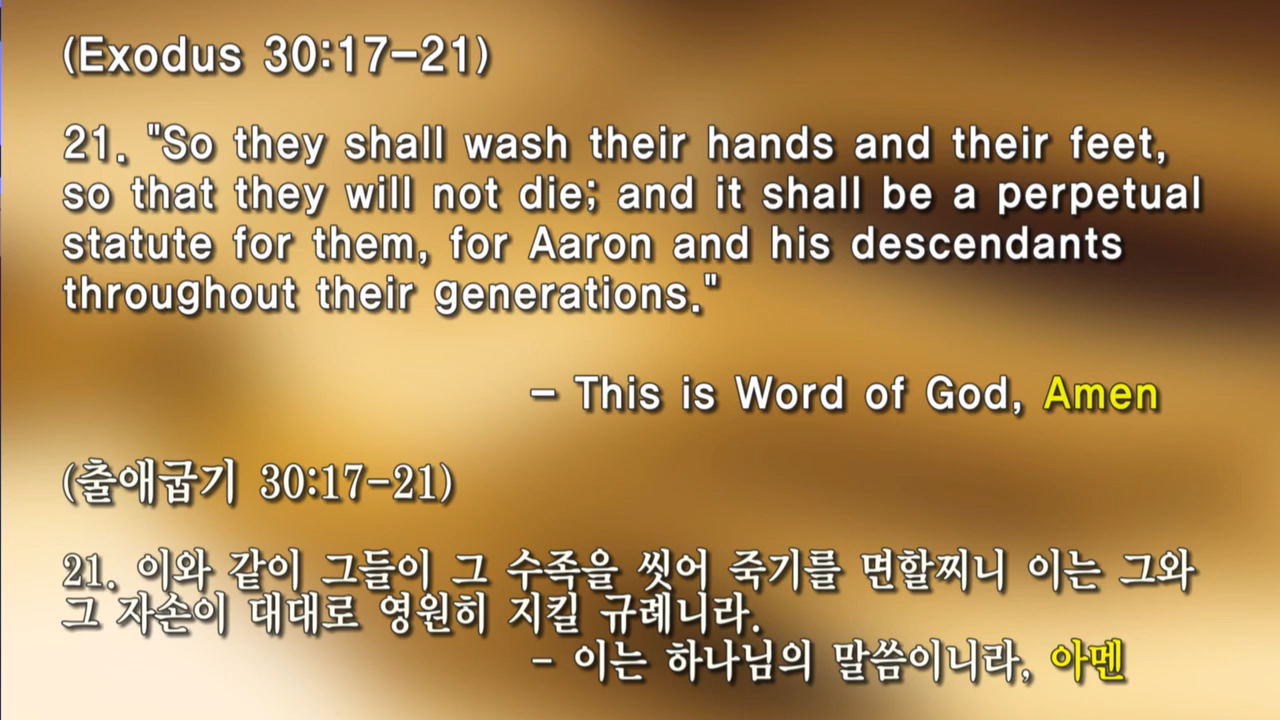 (Exodus 30:17-21)
21. "So they shall wash their hands and their feet,
so that they will not die; and it shall be a perpetual
statute for them, for Aaron and his descendants
throughout their generations."
- This is Word of God, Amen
(출애굽기 30:17-21)
21. 이와 같이 그들이 그 수족을 씻어 죽기를 면할찌니 이는 그와
그 자손이 대대로 영원히 지킬 규례니라.
- 이는 하나님의 말씀이니라, 아멘